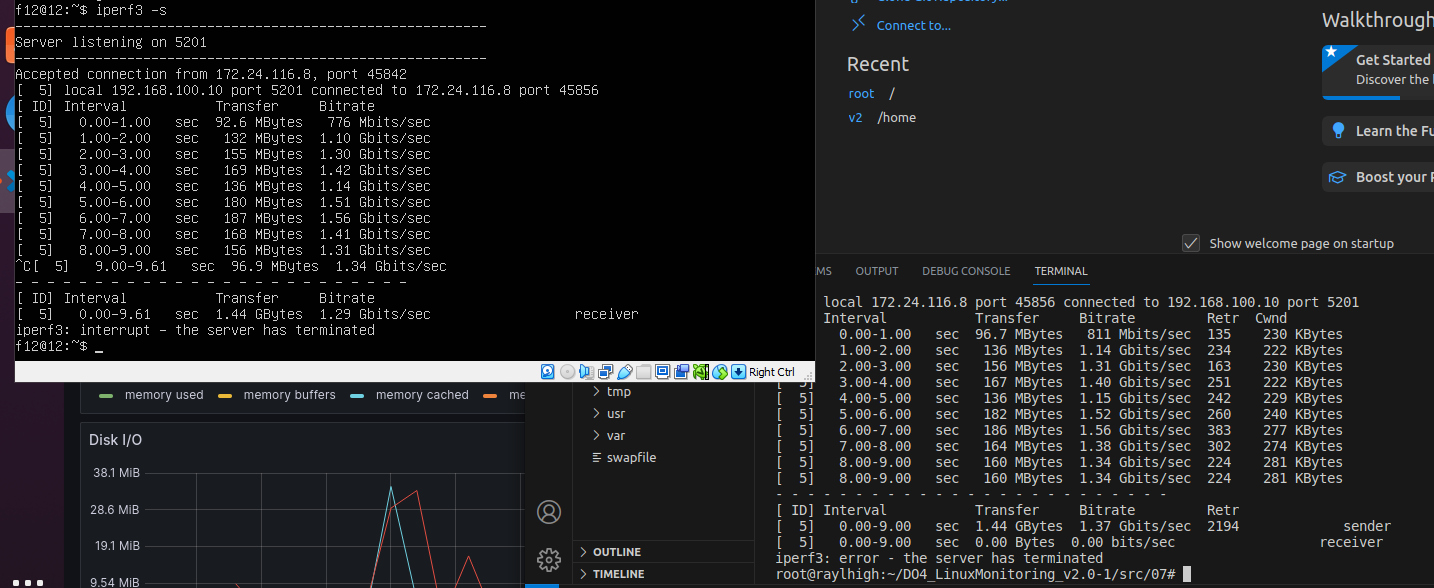 f12@12:~$ iperf3 -s
-----------------------------------------------------------
Server listening on 5201
-----------------------------------------------------------
Accepted connection from 172.24.116.8, port 45842
[  5] local 192.168.100.10 port 5201 connected to 172.24.116.8 port 45856
[ ID] Interval           Transfer     Bitrate
[  5]   0.00-1.00   sec  92.6 MBytes   776 Mbits/sec
[  5]   1.00-2.00   sec   132 MBytes  1.10 Gbits/sec
[  5]   2.00-3.00   sec   155 MBytes  1.30 Gbits/sec
[  5]   3.00-4.00   sec   169 MBytes  1.42 Gbits/sec
[  5]   4.00-5.00   sec   136 MBytes  1.14 Gbits/sec
[  5]   5.00-6.00   sec   180 MBytes  1.51 Gbits/sec
[  5]   6.00-7.00   sec   187 MBytes  1.56 Gbits/sec
[  5]   7.00-8.00   sec   168 MBytes  1.41 Gbits/sec
[  5]   8.00-9.00   sec   156 MBytes  1.31 Gbits/sec
^C[  5]   9.00-9.61   sec  96.9 MBytes  1.34 Gbits/sec
- - - - - - - - - - - - - - - - - - - - - - - - -
[ ID] Interval           Transfer     Bitrate
[  5]   0.00-9.61   sec  1.44 GBytes  1.29 Gbits/sec                  receiver
iperf3: interrupt - the server has terminated
f12@12:~$ _
Right Ctrl
memory used
memory buffers
memory cached
me
Disk I/O
38.1 MiB
28.6 MiB
19.1 MiB
9.54 MiB
Connect to...
Recent
root /
v2 /home
Walkthrough
Get Started
Discover the
Learn the Fu
Boost your
Show welcome page on startup
MS
OUTPUT
DEBUG CONSOLE
TERMINAL
tmp
usr
var
swapfile
OUTLINE
TIMELINE
local 172.24.116.8 port 45856 connected to 192.168.100.10 port 5201
Interval           Transfer     Bitrate         Retr  Cwnd
0.00-1.00   sec  96.7 MBytes   811 Mbits/sec  135    230 KBytes
1.00-2.00   sec   136 MBytes  1.14 Gbits/sec  234    222 KBytes
2.00-3.00   sec   156 MBytes  1.31 Gbits/sec  163    230 KBytes
[  5]   3.00-4.00   sec   167 MBytes  1.40 Gbits/sec  251    222 KBytes
[  5]   4.00-5.00   sec   136 MBytes  1.15 Gbits/sec  242    229 KBytes
[  5]   5.00-6.00   sec   182 MBytes  1.52 Gbits/sec  260    240 KBytes
[  5]   6.00-7.00   sec   186 MBytes  1.56 Gbits/sec  383    277 KBytes
[  5]   7.00-8.00   sec   164 MBytes  1.38 Gbits/sec  302    274 KBytes
[  5]   8.00-9.00   sec   160 MBytes  1.34 Gbits/sec  224    281 KBytes
[  5]   8.00-9.00   sec   160 MBytes  1.34 Gbits/sec  224    281 KBytes
- - - - - - - - - - - - - - - - - - - - - - - - -
[ ID] Interval           Transfer     Bitrate         Retr
[  5]   0.00-9.00   sec  1.44 GBytes  1.37 Gbits/sec  2194             sender
[  5]   0.00-9.00   sec  0.00 Bytes  0.00 bits/sec                  receiver
iperf3: error - the server has terminated
root@raylhigh:~/DO4_LinuxMonitoring_v2.0-1/src/07#